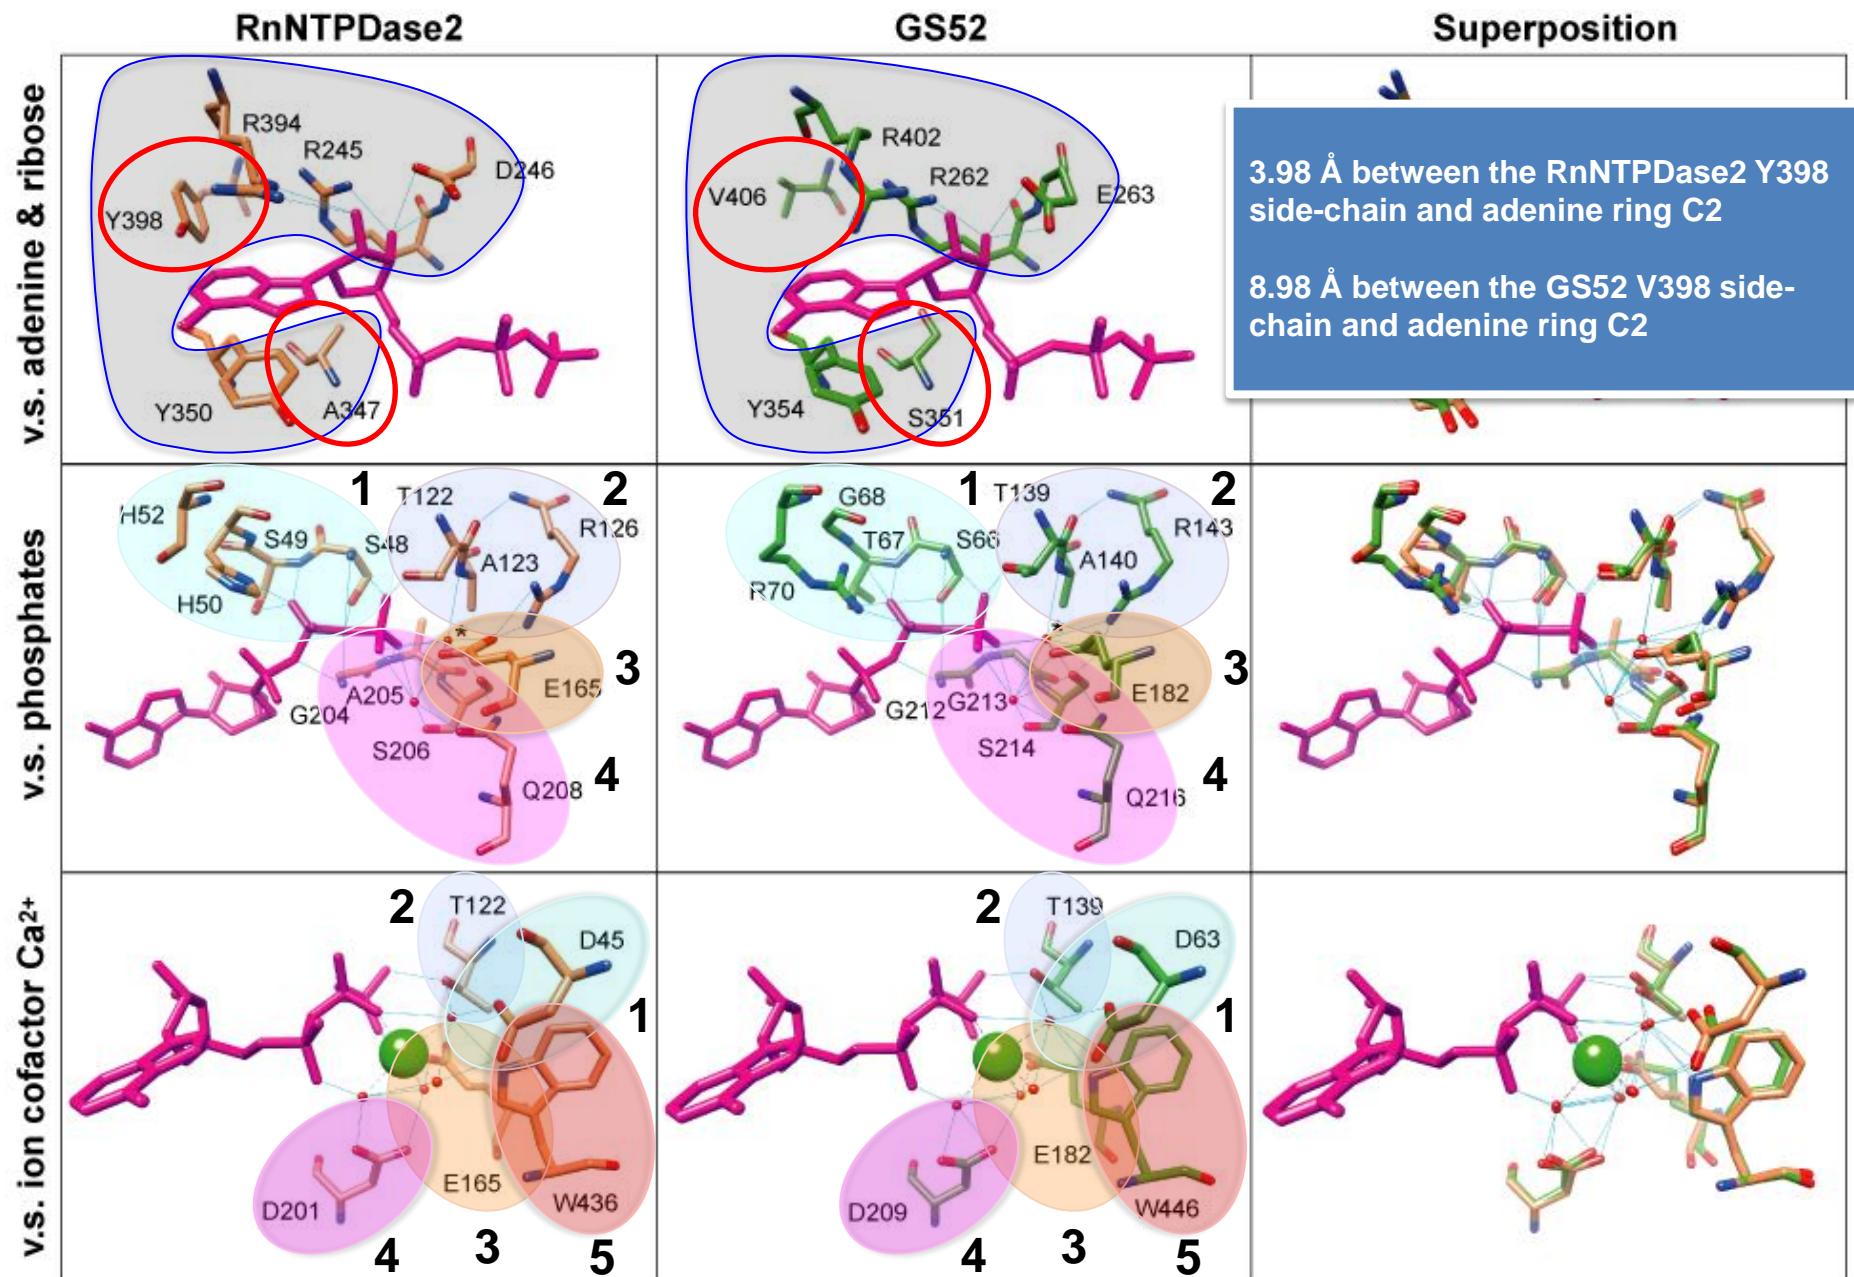 RnNTPDase2
GS52
Superposition
v.s. adenine & ribose
R394
R245
D246
Y398
Y350
A347
R402
R262
E263
V406
Y354
S351
3.98 Å between the RnNTPDase2 Y398
side-chain and adenine ring C2
8.98 Å between the GS52 V398 side-
chain and adenine ring C2
v.s. phosphates
1
2
H52
T122
R126
S49
S48
A123
H50
*
3
E165
A205
G204
S206
4
Q208
1
2
G68
T139
R143
T67
S66
A140
R70
*
3
E182
G212
G213
S214
4
Q216
v.s. ion cofactor Ca²⁺
2
T122
D45
1
E165
D201
W436
4
3
5
2
T139
D63
1
E182
D209
W446
4
3
5